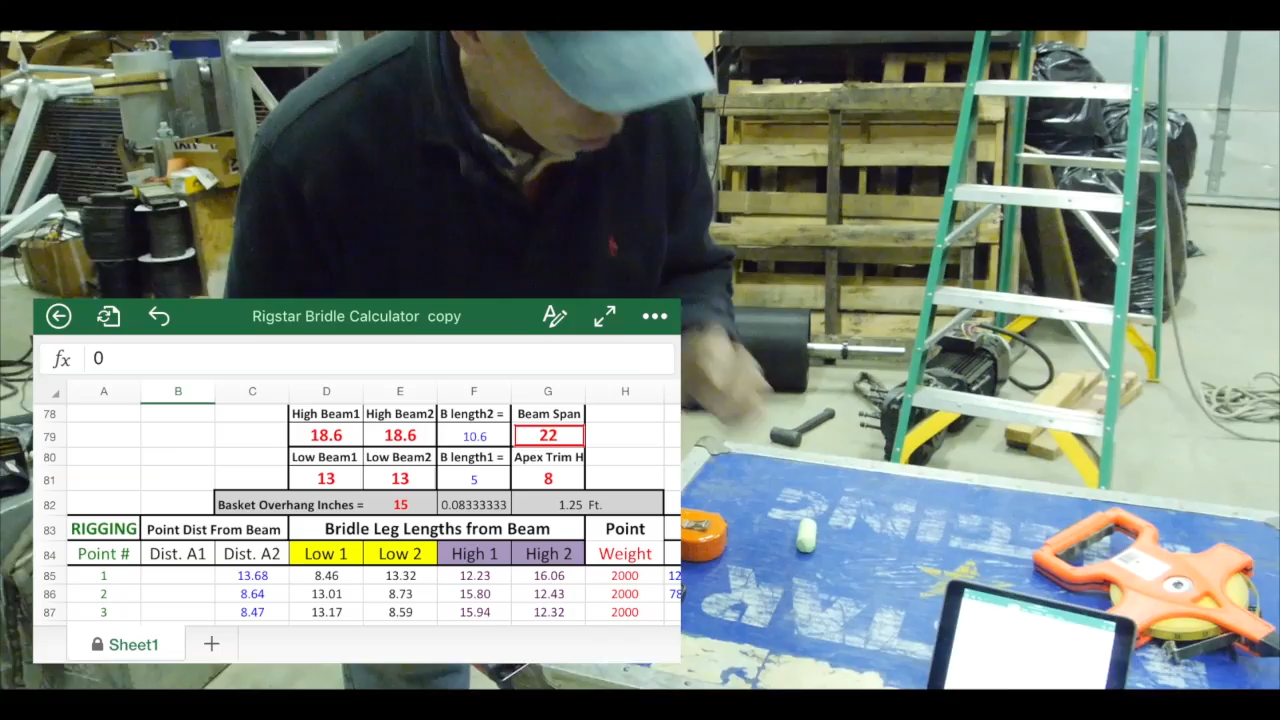 Rigstar Bridle Calculator copy
fx 0
A B C D E F G H
78 High Beam1 High Beam2 B length2 = Beam Span
79 18.6 18.6 10.6 22
80 Low Beam1 Low Beam2 B length1 = Apex Trim H
81 13 13 5 8
82 Basket Overhang Inches = 15 0.08333333 1.25 Ft.
83 RIGGING Point Dist From Beam Bridle Leg Lengths from Beam Point
84 Point # Dist. A1 Dist. A2 Low 1 Low 2 High 1 High 2 Weight
85 1 13.68 8.46 13.32 12.23 16.06 2000 12
86 2 8.64 13.01 8.73 15.80 12.43 2000 78
87 3 8.47 13.17 8.59 15.94 12.32 2000
Sheet1 +